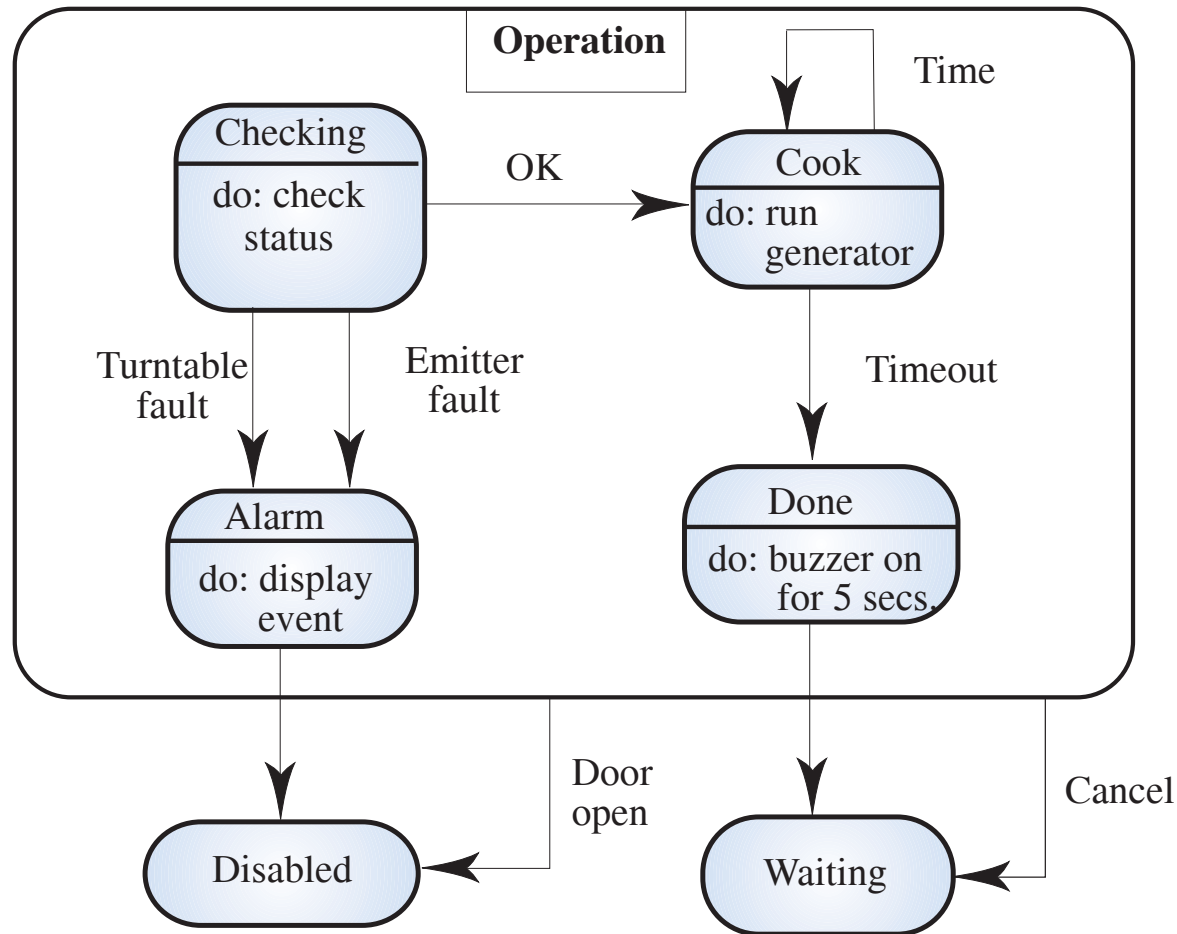 Operation
Time
Checking
do: check
status
OK
Cook
do: run
generator
Turntable
fault
Emitter
fault
Timeout
Alarm
do: display
event
Done
do: buzzer on
for 5 secs.
Door
open
Cancel
Disabled
Waiting